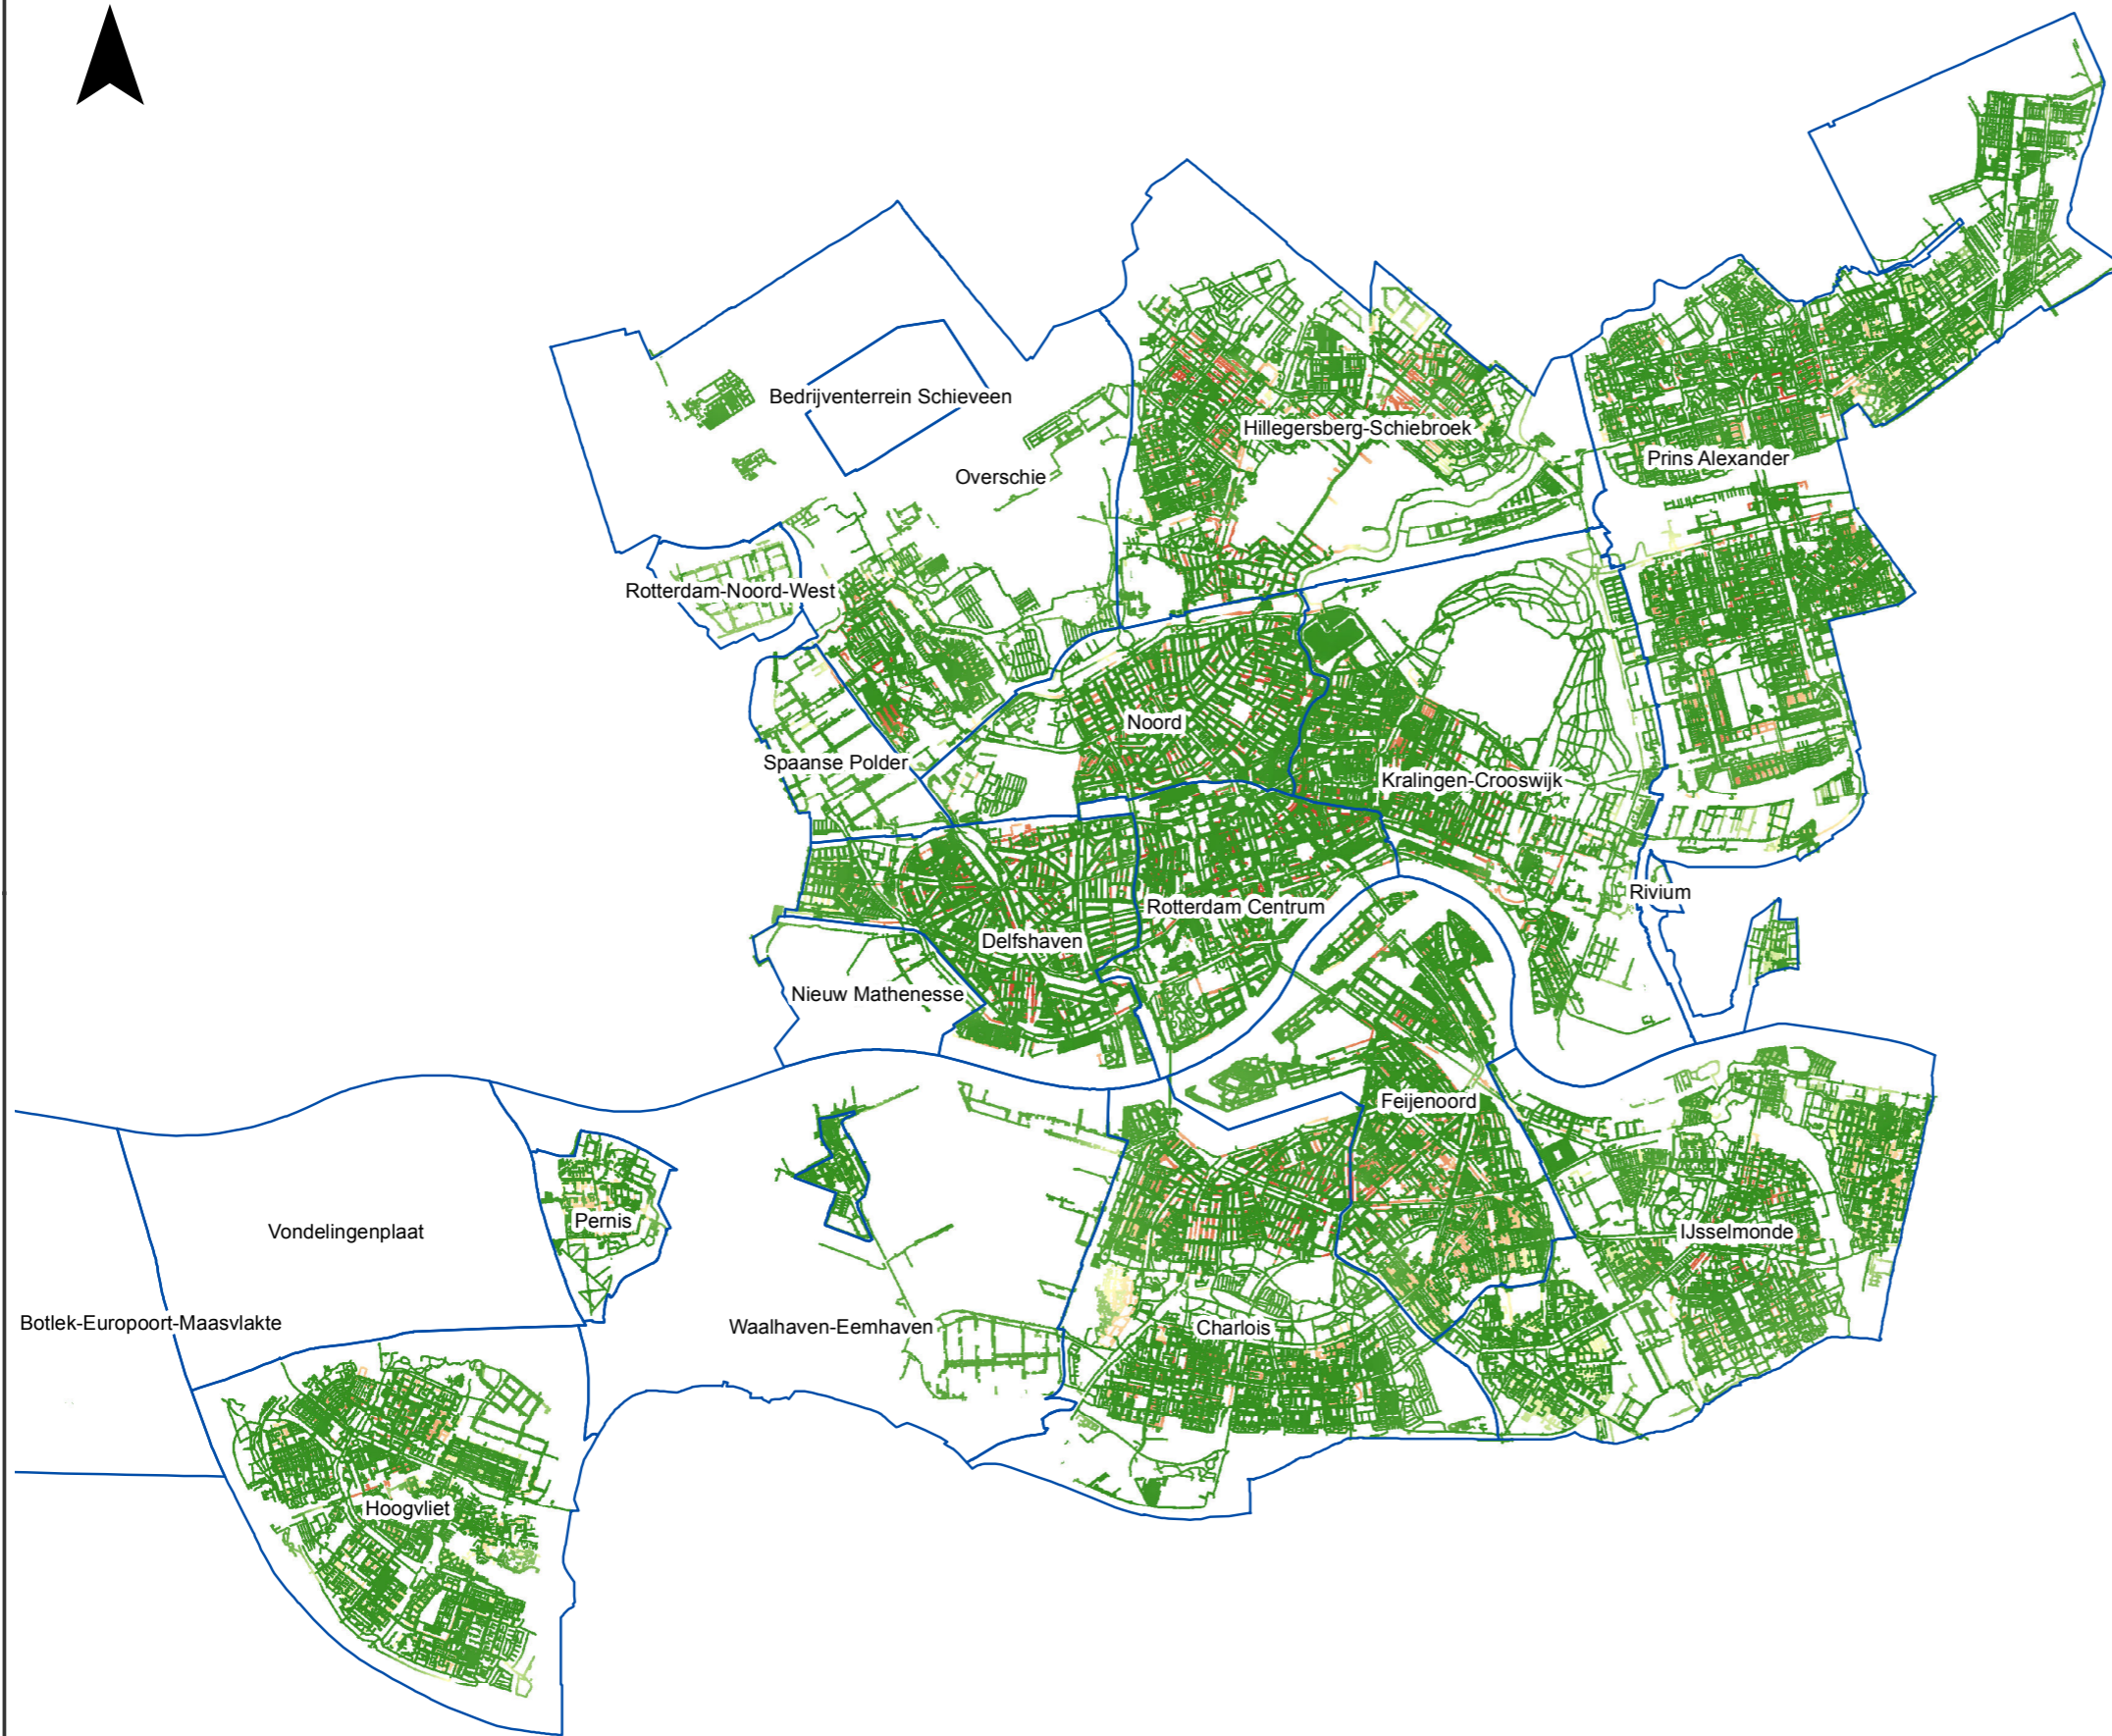 Bedrijventerrein Schieveen
Hillegersberg-Schiebroek
Prins Alexander
Overschie
Rotterdam-Noord-West
Noord
Spaanse Polder
Kralingen-Crooswijk
Rivium
Rotterdam Centrum
Delfshaven
Nieuw Mathenesse
Feijenoord
Pernis
Vondelingenplaat
IJsselmonde
Botlek-Europoort-Maasvlakte
Waalhaven-Eemhaven
Charlois
Hoogvliet